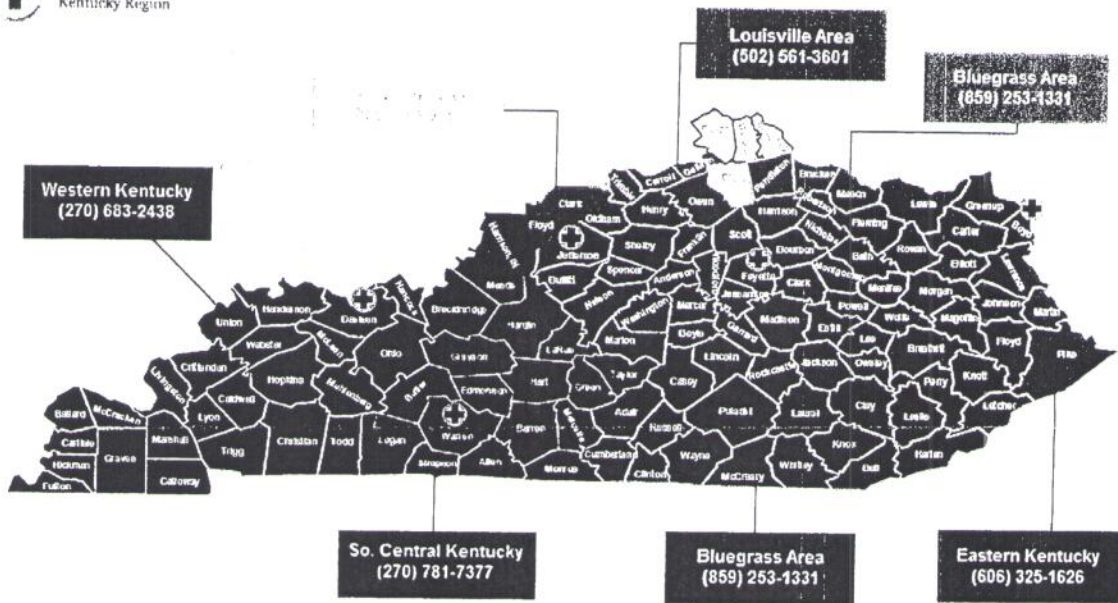 Kentucky Region
Louisville Area
(502) 561-3601
Bluegrass Area
(859) 253-1331
Western Kentucky
(270) 683-2438
Trimble
Carroll
Owen
Pendleton
Bracken
Mason
Lewis
Greenup
Boyd
Clark
Floyd
Oldham
Henry
Harrison
Robertson
Fleming
Carter
Harrison, IN
Jefferson
Shelby
Franklin
Scott
Bourbon
Nicholas
Bath
Rowan
Elliott
Lawrence
Bullitt
Spencer
Anderson
Woodford
Fayette
Clark
Montgomery
Menifee
Morgan
Johnson
Martin
Meade
Nelson
Washington
Mercer
Jessamine
Madison
Powell
Wolfe
Magoffin
Floyd
Pike
Hancock
Breckinridge
Hardin
Marion
Boyle
Garrard
Estill
Lee
Breathitt
Knott
Union
Henderson
Daviess
McLean
Ohio
Grayson
LaRue
Lincoln
Rockcastle
Jackson
Owsley
Perry
Letcher
Webster
Hopkins
Muhlenberg
Butler
Edmonson
Hart
Green
Taylor
Casey
Pulaski
Laurel
Clay
Leslie
Crittenden
Livingston
Caldwell
Lyon
Warren
Barren
Metcalfe
Adair
Russell
Knox
Harlan
Ballard
McCracken
Marshall
Trigg
Christian
Todd
Logan
Simpson
Allen
Monroe
Cumberland
Clinton
Wayne
McCreary
Whitley
Bell
Carlisle
Hickman
Graves
Fulton
Calloway
So. Central Kentucky
(270) 781-7377
Bluegrass Area
(859) 253-1331
Eastern Kentucky
(606) 325-1626